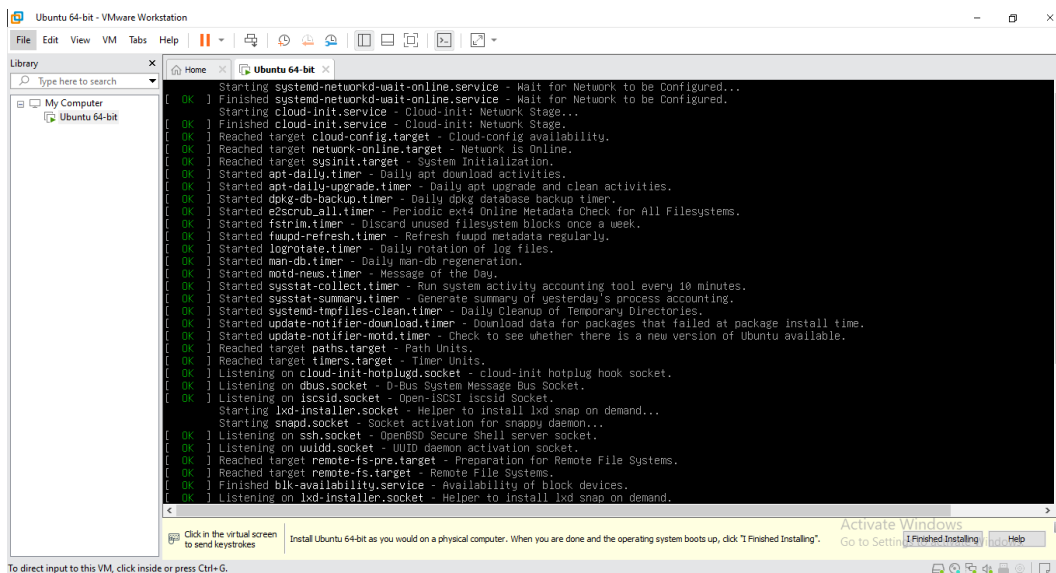 Ubuntu 64-bit - VMware Workstation
File Edit View VM Tabs Help
Library
Type here to search
My Computer
Ubuntu 64-bit
Home
Ubuntu 64-bit
Starting systemd-networkd-wait-online.service - Wait for Network to be Configured...
[ OK ] Finished systemd-networkd-wait-online.service - Wait for Network to be Configured.
Starting cloud-init.service - Cloud-init: Network Stage...
[ OK ] Finished cloud-init.service - Cloud-init: Network Stage.
[ OK ] Reached target cloud-config.target - Cloud-config availability.
[ OK ] Reached target network-online.target - Network is Online.
[ OK ] Reached target sysinit.target - System Initialization.
[ OK ] Started apt-daily.timer - Daily apt download activities.
[ OK ] Started apt-daily-upgrade.timer - Daily apt upgrade and clean activities.
[ OK ] Started dpkg-db-backup.timer - Daily dpkg database backup timer.
[ OK ] Started e2scrub_all.timer - Periodic ext4 Online Metadata Check for All Filesystems.
[ OK ] Started fstrim.timer - Discard unused filesystem blocks once a week.
[ OK ] Started fwupd-refresh.timer - Refresh fwupd metadata regularly.
[ OK ] Started logrotate.timer - Daily rotation of log files.
[ OK ] Started man-db.timer - Daily man-db regeneration.
[ OK ] Started motd-news.timer - Message of the Day.
[ OK ] Started sysstat-collect.timer - Run system activity accounting tool every 10 minutes.
[ OK ] Started sysstat-summary.timer - Generate summary of yesterday's process accounting.
[ OK ] Started systemd-tmpfiles-clean.timer - Daily Cleanup of Temporary Directories.
[ OK ] Started update-notifier-download.timer - Download data for packages that failed at package install time.
[ OK ] Started update-notifier-motd.timer - Check to see whether there is a new version of Ubuntu available.
[ OK ] Reached target paths.target - Path Units.
[ OK ] Reached target timers.target - Timer Units.
[ OK ] Listening on cloud-init-hotplugd.socket - cloud-init hotplug hook socket.
[ OK ] Listening on dbus.socket - D-Bus System Message Bus Socket.
[ OK ] Listening on iscsid.socket - Open-iSCSI iscsid Socket.
Starting lxd-installer.socket - Helper to install lxd snap on demand...
Starting snapd.socket - Socket activation for snappy daemon...
[ OK ] Listening on ssh.socket - OpenBSD Secure Shell server socket.
[ OK ] Listening on uuidd.socket - UUID daemon activation socket.
[ OK ] Reached target remote-fs-pre.target - Preparation for Remote File Systems.
[ OK ] Reached target remote-fs.target - Remote File Systems.
[ OK ] Finished blk-availability.service - Availability of block devices.
[ OK ] Listening on lxd-installer.socket - Helper to install lxd snap on demand.
Click in the virtual screen
to send keystrokes
Install Ubuntu 64-bit as you would on a physical computer. When you are done and the operating system boots up, click "I Finished Installing".
I Finished Installing
Help
Activate Windows
Go to Settin
To direct input to this VM, click inside or press Ctrl+G.